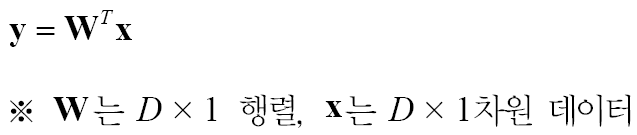 y = W^T x
※ W는 D × 1 행렬, x는 D × 1차원 데이터